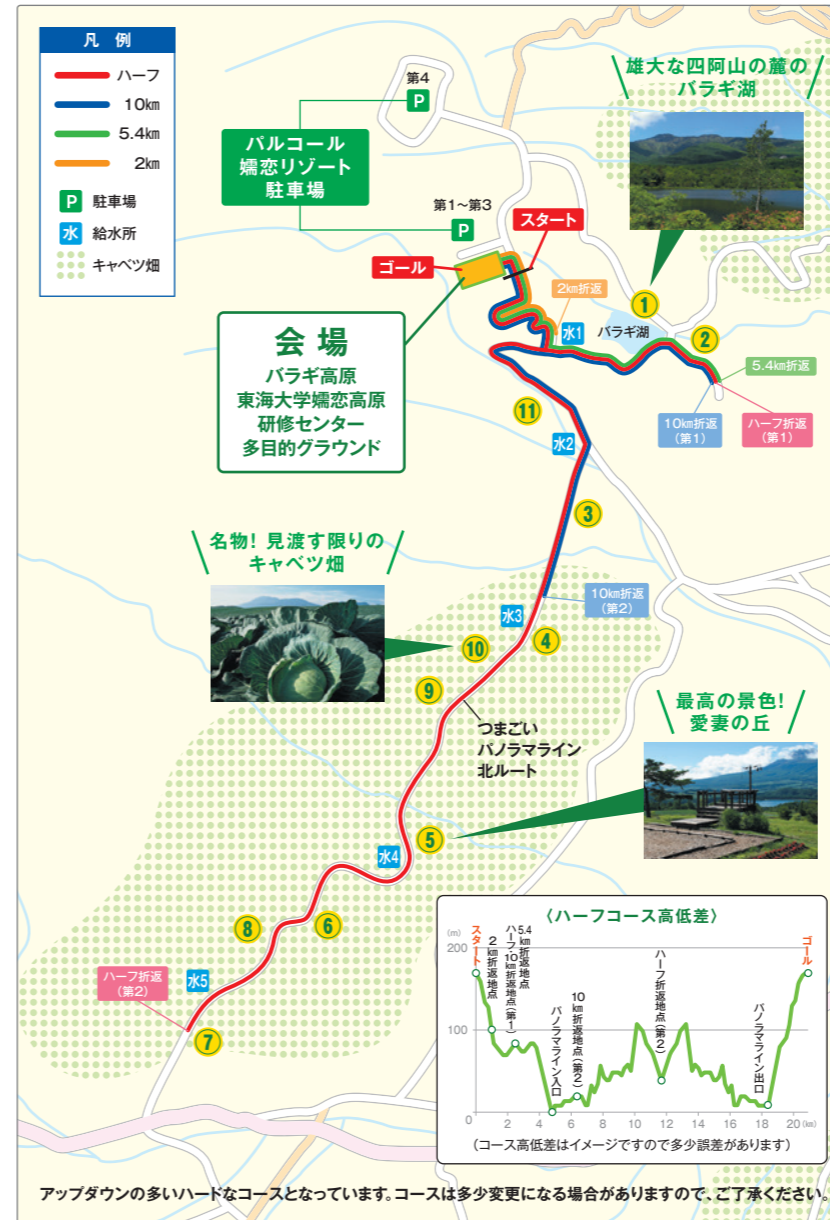 凡例
ハーフ
10km
5.4km
2km
P 駐車場
水 給水所
キャベツ畑
第4
P
パルコール
嬬恋リゾート
駐車場
第1～第3
P
スタート
ゴール
雄大な四阿山の麓の
バラギ湖
会場
バラギ高原
東海大学嬬恋高原
研修センター
多目的グラウンド
2km折返
水1
バラギ湖
1
2
5.4km折返
10km折返
(第1)
ハーフ折返
(第1)
11
水2
3
名物！見渡す限りの
キャベツ畑
10km折返
(第2)
水3
4
10
9
つまごい
パノラマライン
北ルート
最高の景色！
愛妻の丘
5
水4
6
8
水5
ハーフ折返
(第2)
7
〈ハーフコース高低差〉
(m)
200
100
0
スタート
2km折返地点
ハーフ・10km折返地点(第1)
5.4km折返地点
パノラマライン入口
10km折返地点(第2)
ハーフ折返地点(第2)
パノラマライン出口
ゴール
0 2 4 6 8 10 12 14 16 18 20 (km)
(コース高低差はイメージですので多少誤差があります)
アップダウンの多いハードなコースとなっています。コースは多少変更になる場合がありますので、ご了承ください。